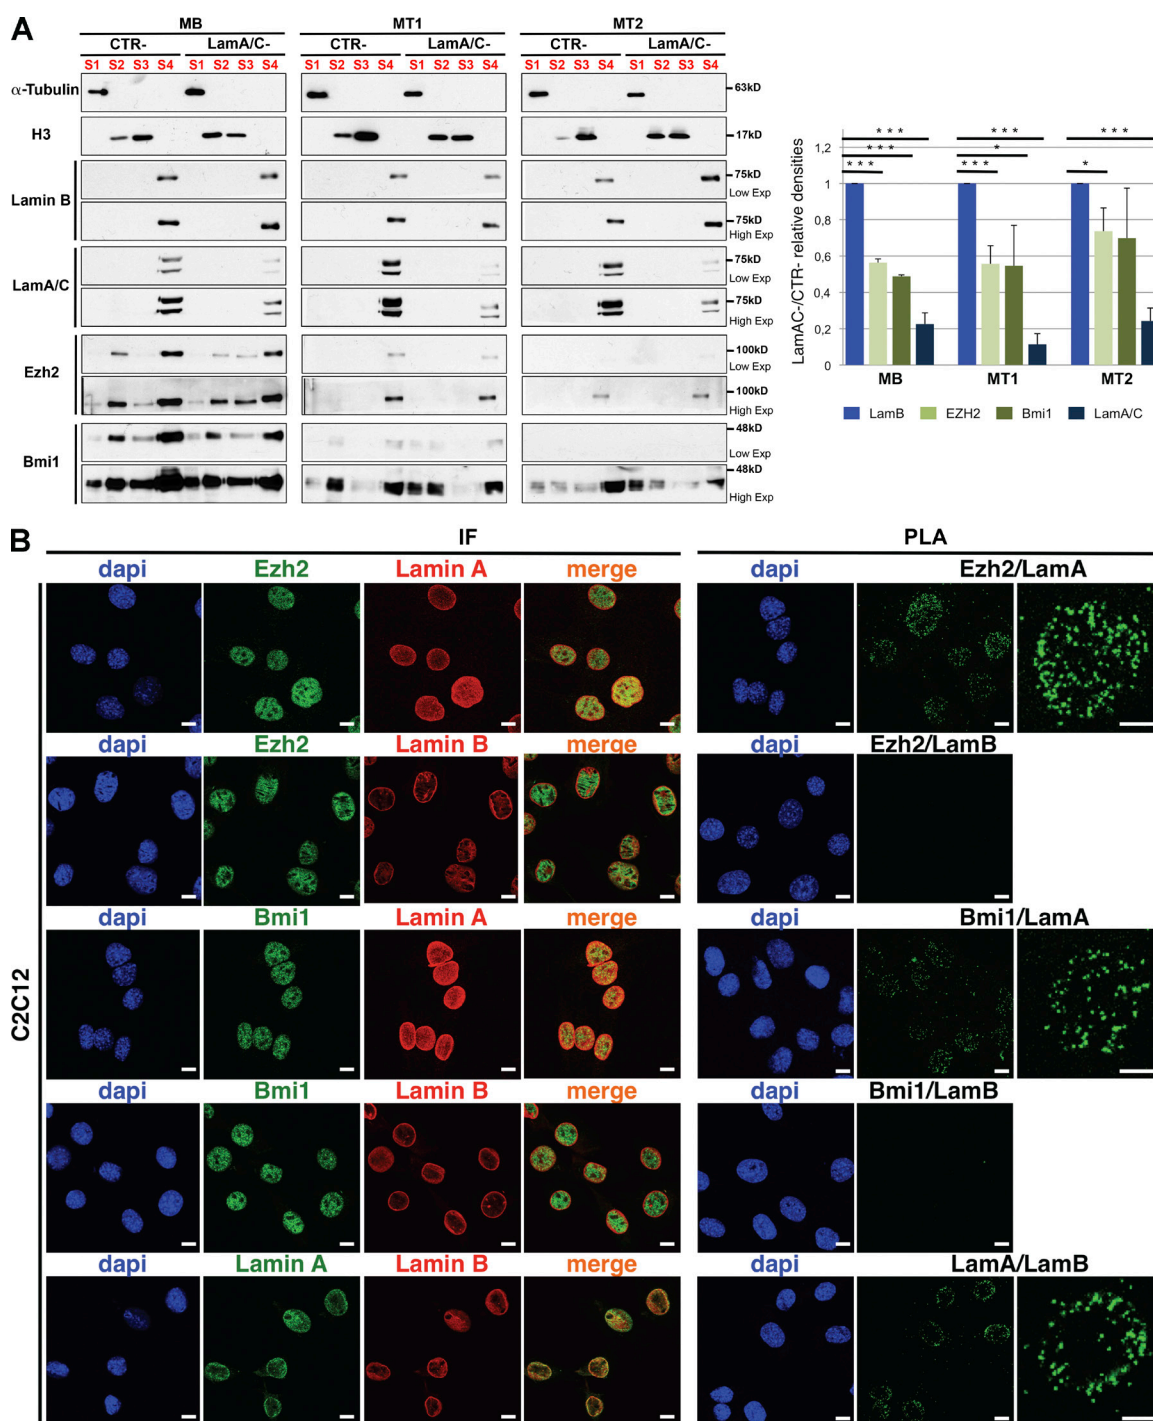 A
MB MT1 MT2
CTR- LamA/C- CTR- LamA/C- CTR- LamA/C-
S1 S2 S3 S4 S1 S2 S3 S4 S1 S2 S3 S4 S1 S2 S3 S4 S1 S2 S3 S4 S1 S2 S3 S4
α-Tubulin 63kD
H3 17kD
Lamin B
75kD
Low Exp
75kD
High Exp
LamA/C
75kD
Low Exp
75kD
High Exp
Ezh2
100kD
Low Exp
100kD
High Exp
Bmi1
48kD
Low Exp
48kD
High Exp
LamAC-/CTR- relative densities
1,2
1
0,8
0,6
0,4
0,2
0
*** *** ***
*** *
*** *** *
MB MT1 MT2
LamB EZH2 Bmi1 LamA/C
B
IF PLA
C2C12
dapi Ezh2 Lamin A merge dapi Ezh2/LamA
dapi Ezh2 Lamin B merge dapi Ezh2/LamB
dapi Bmi1 Lamin A merge dapi Bmi1/LamA
dapi Bmi1 Lamin B merge dapi Bmi1/LamB
dapi Lamin A Lamin B merge dapi LamA/LamB